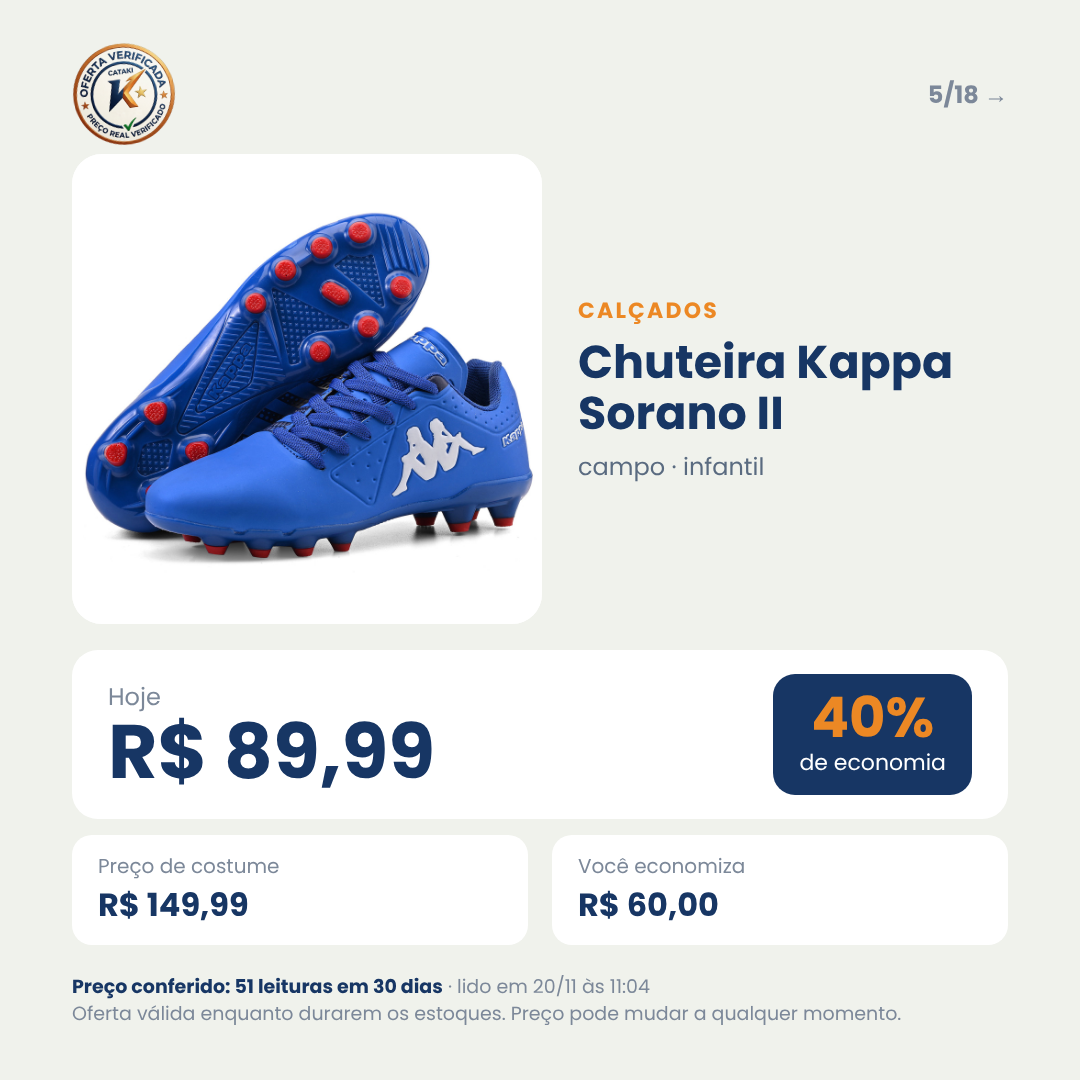 OFERTA VERIFICADA
CATAKI
K
PREÇO REAL VERIFICADO
5/18 →
CALÇADOS
Chuteira Kappa
Sorano II
campo · infantil
Hoje
R$ 89,99
40%
de economia
Preço de costume
R$ 149,99
Você economiza
R$ 60,00
Preço conferido: 51 leituras em 30 dias · lido em 20/11 às 11:04
Oferta válida enquanto durarem os estoques. Preço pode mudar a qualquer momento.